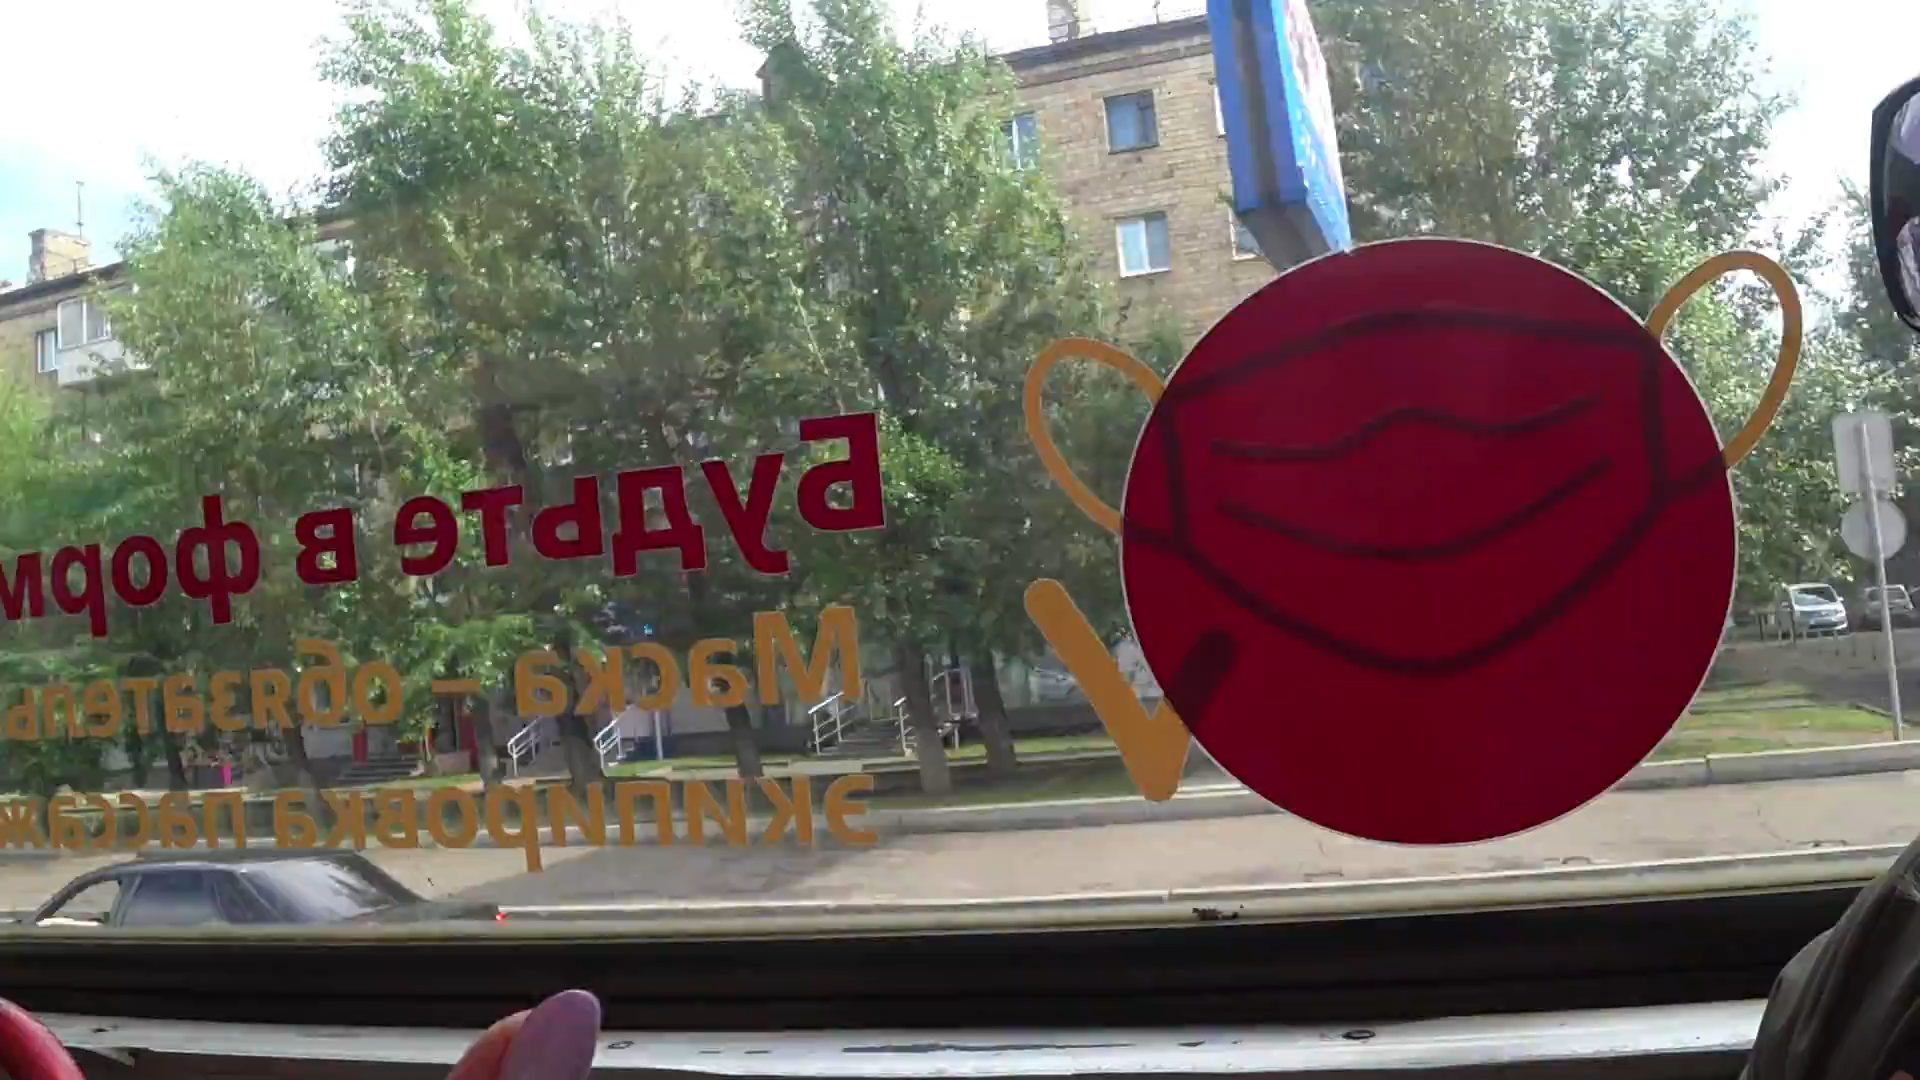 Будьте в форм
Маска – обязатель
экипировка пассаж